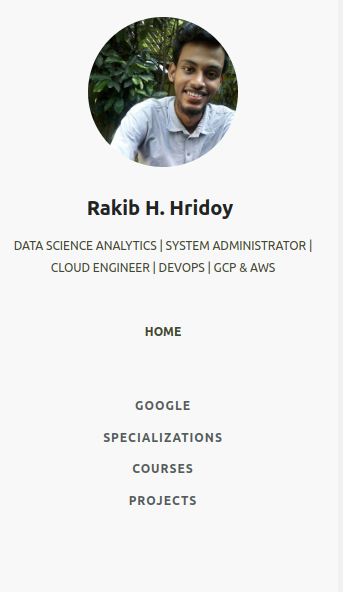 Rakib H. Hridoy
DATA SCIENCE ANALYTICS | SYSTEM ADMINISTRATOR |
CLOUD ENGINEER | DEVOPS | GCP & AWS
HOME
GOOGLE
SPECIALIZATIONS
COURSES
PROJECTS